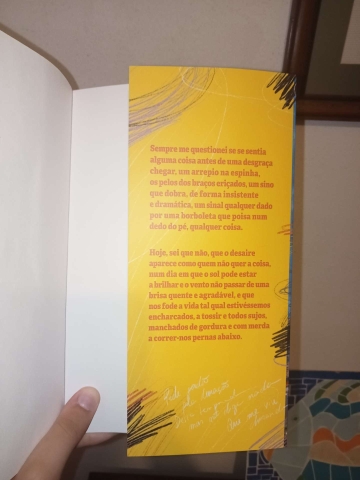 Sempre me questionei se se sentia
alguma coisa antes de uma desgraça
chegar, um arrepio na espinha,
os pelos dos braços eriçados, um sino
que dobra, de forma insistente
e dramática, um sinal qualquer dado
por uma borboleta que poisa num
dedo do pé, qualquer coisa.
Hoje, sei que não, que o desaire
aparece como quem não quer a coisa,
num dia em que o sol pode estar
a brilhar e o vento não passar de uma
brisa quente e agradável, e que
nos fode a vida tal qual estivéssemos
encharcados, a tossir e todos sujos,
manchados de gordura e com merda
a correr-nos pernas abaixo.